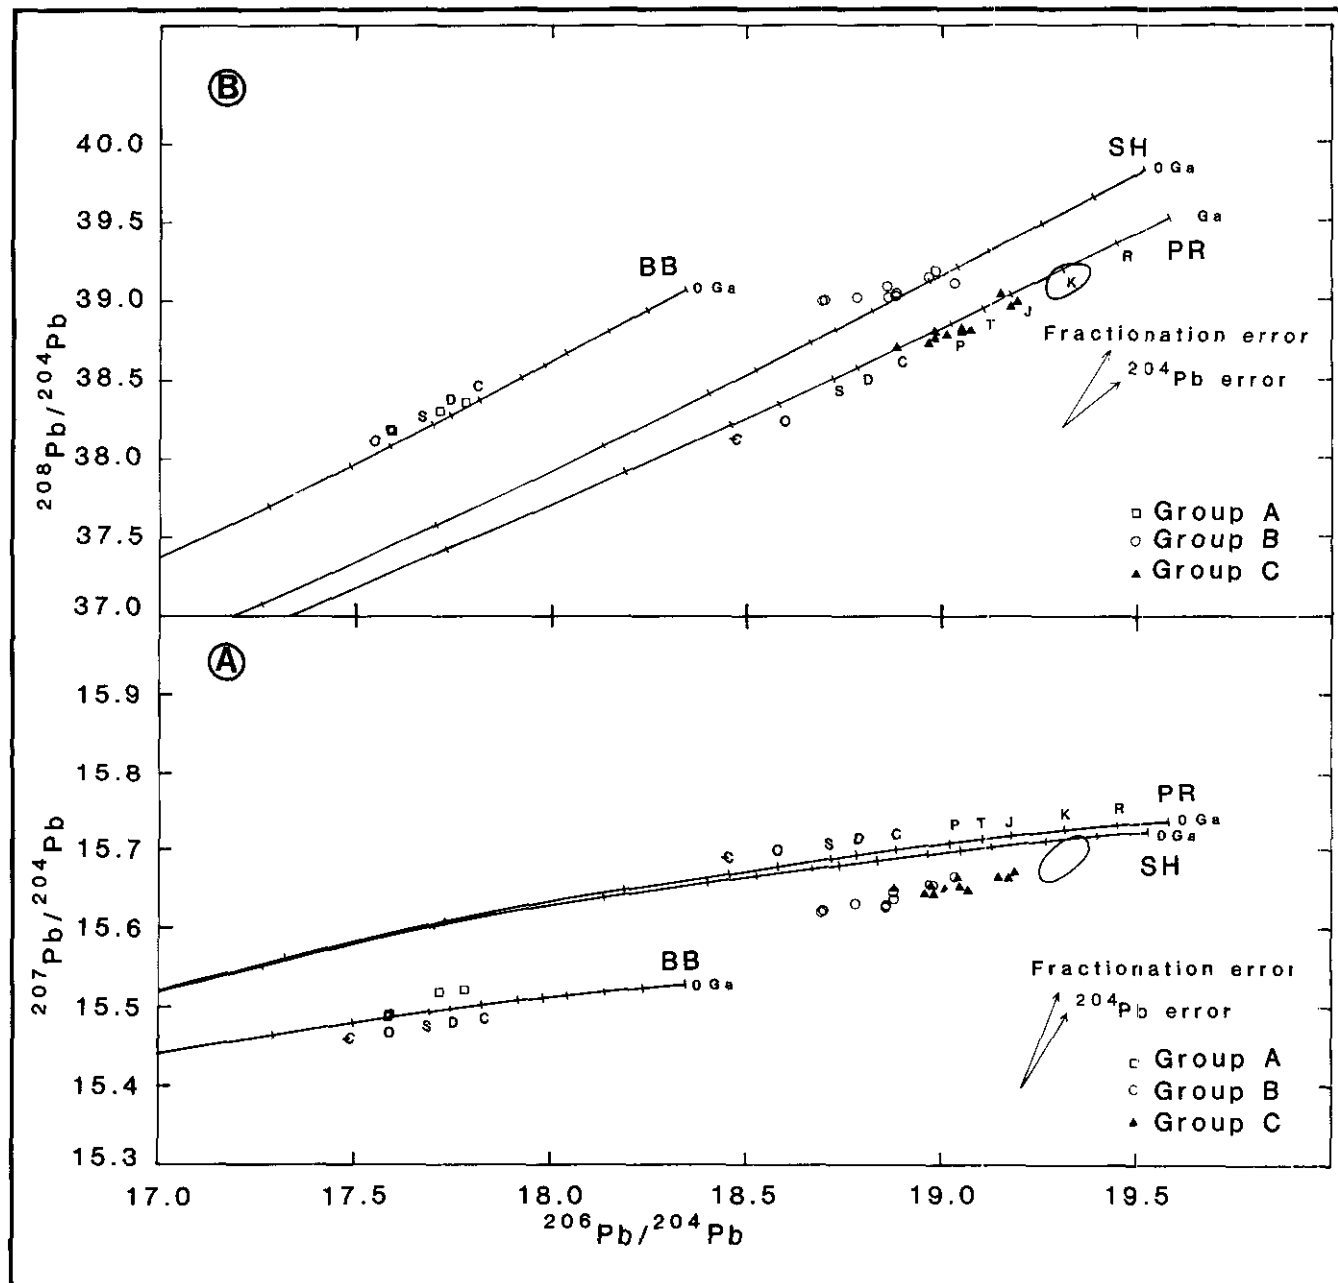 B
40.0
39.5
39.0
38.5
38.0
37.5
37.0
208Pb/204Pb
SH
0 Ga
Ga
PR
R
BB
0 Ga
K
J
T
P
C
D
S
Є
O
C
D
S
Fractionation error
204Pb error
Group A
Group B
Group C
A
15.9
15.8
15.7
15.6
15.5
15.4
15.3
207Pb/204Pb
PR
0 Ga
0 Ga
SH
Є
O
S
D
C
P
T
J
K
R
BB
0 Ga
Є
O
S
D
C
Fractionation error
204Pb error
Group A
Group B
Group C
17.0
17.5
18.0
18.5
19.0
19.5
206Pb/204Pb